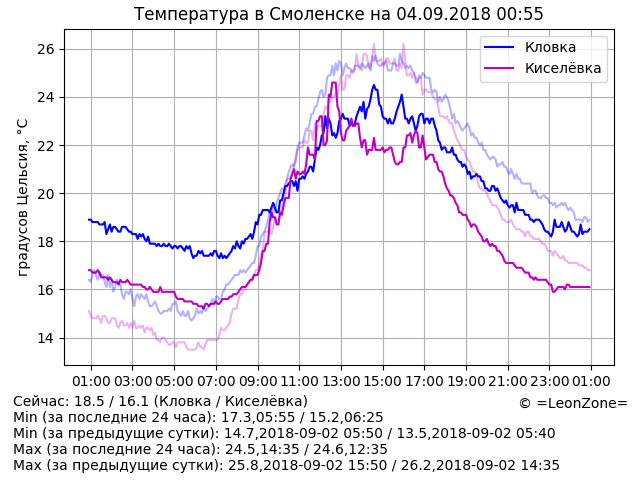 Температура в Смоленске на 04.09.2018 00:55
градусов Цельсия, °C
26
24
22
20
18
16
14
Кловка
Киселёвка
01:00 03:00 05:00 07:00 09:00 11:00 13:00 15:00 17:00 19:00 21:00 23:00 01:00
Сейчас: 18.5 / 16.1 (Кловка / Киселёвка)
© =LeonZone=
Min (за последние 24 часа): 17.3,05:55 / 15.2,06:25
Min (за предыдущие сутки): 14.7,2018-09-02 05:50 / 13.5,2018-09-02 05:40
Max (за последние 24 часа): 24.5,14:35 / 24.6,12:35
Max (за предыдущие сутки): 25.8,2018-09-02 15:50 / 26.2,2018-09-02 14:35